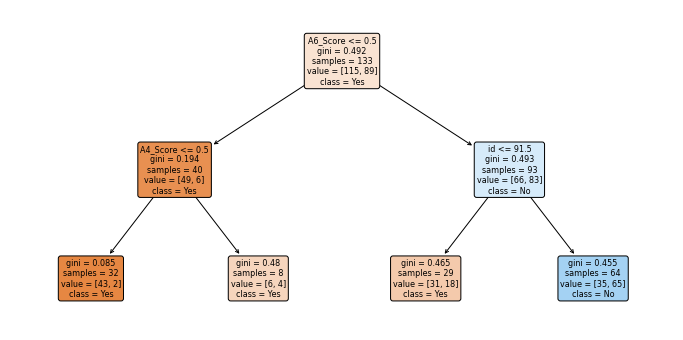 A6_Score <= 0.5
gini = 0.492
samples = 133
value = [115, 89]
class = Yes
A4_Score <= 0.5
gini = 0.194
samples = 40
value = [49, 6]
class = Yes
id <= 91.5
gini = 0.493
samples = 93
value = [66, 83]
class = No
gini = 0.085
samples = 32
value = [43, 2]
class = Yes
gini = 0.48
samples = 8
value = [6, 4]
class = Yes
gini = 0.465
samples = 29
value = [31, 18]
class = Yes
gini = 0.455
samples = 64
value = [35, 65]
class = No